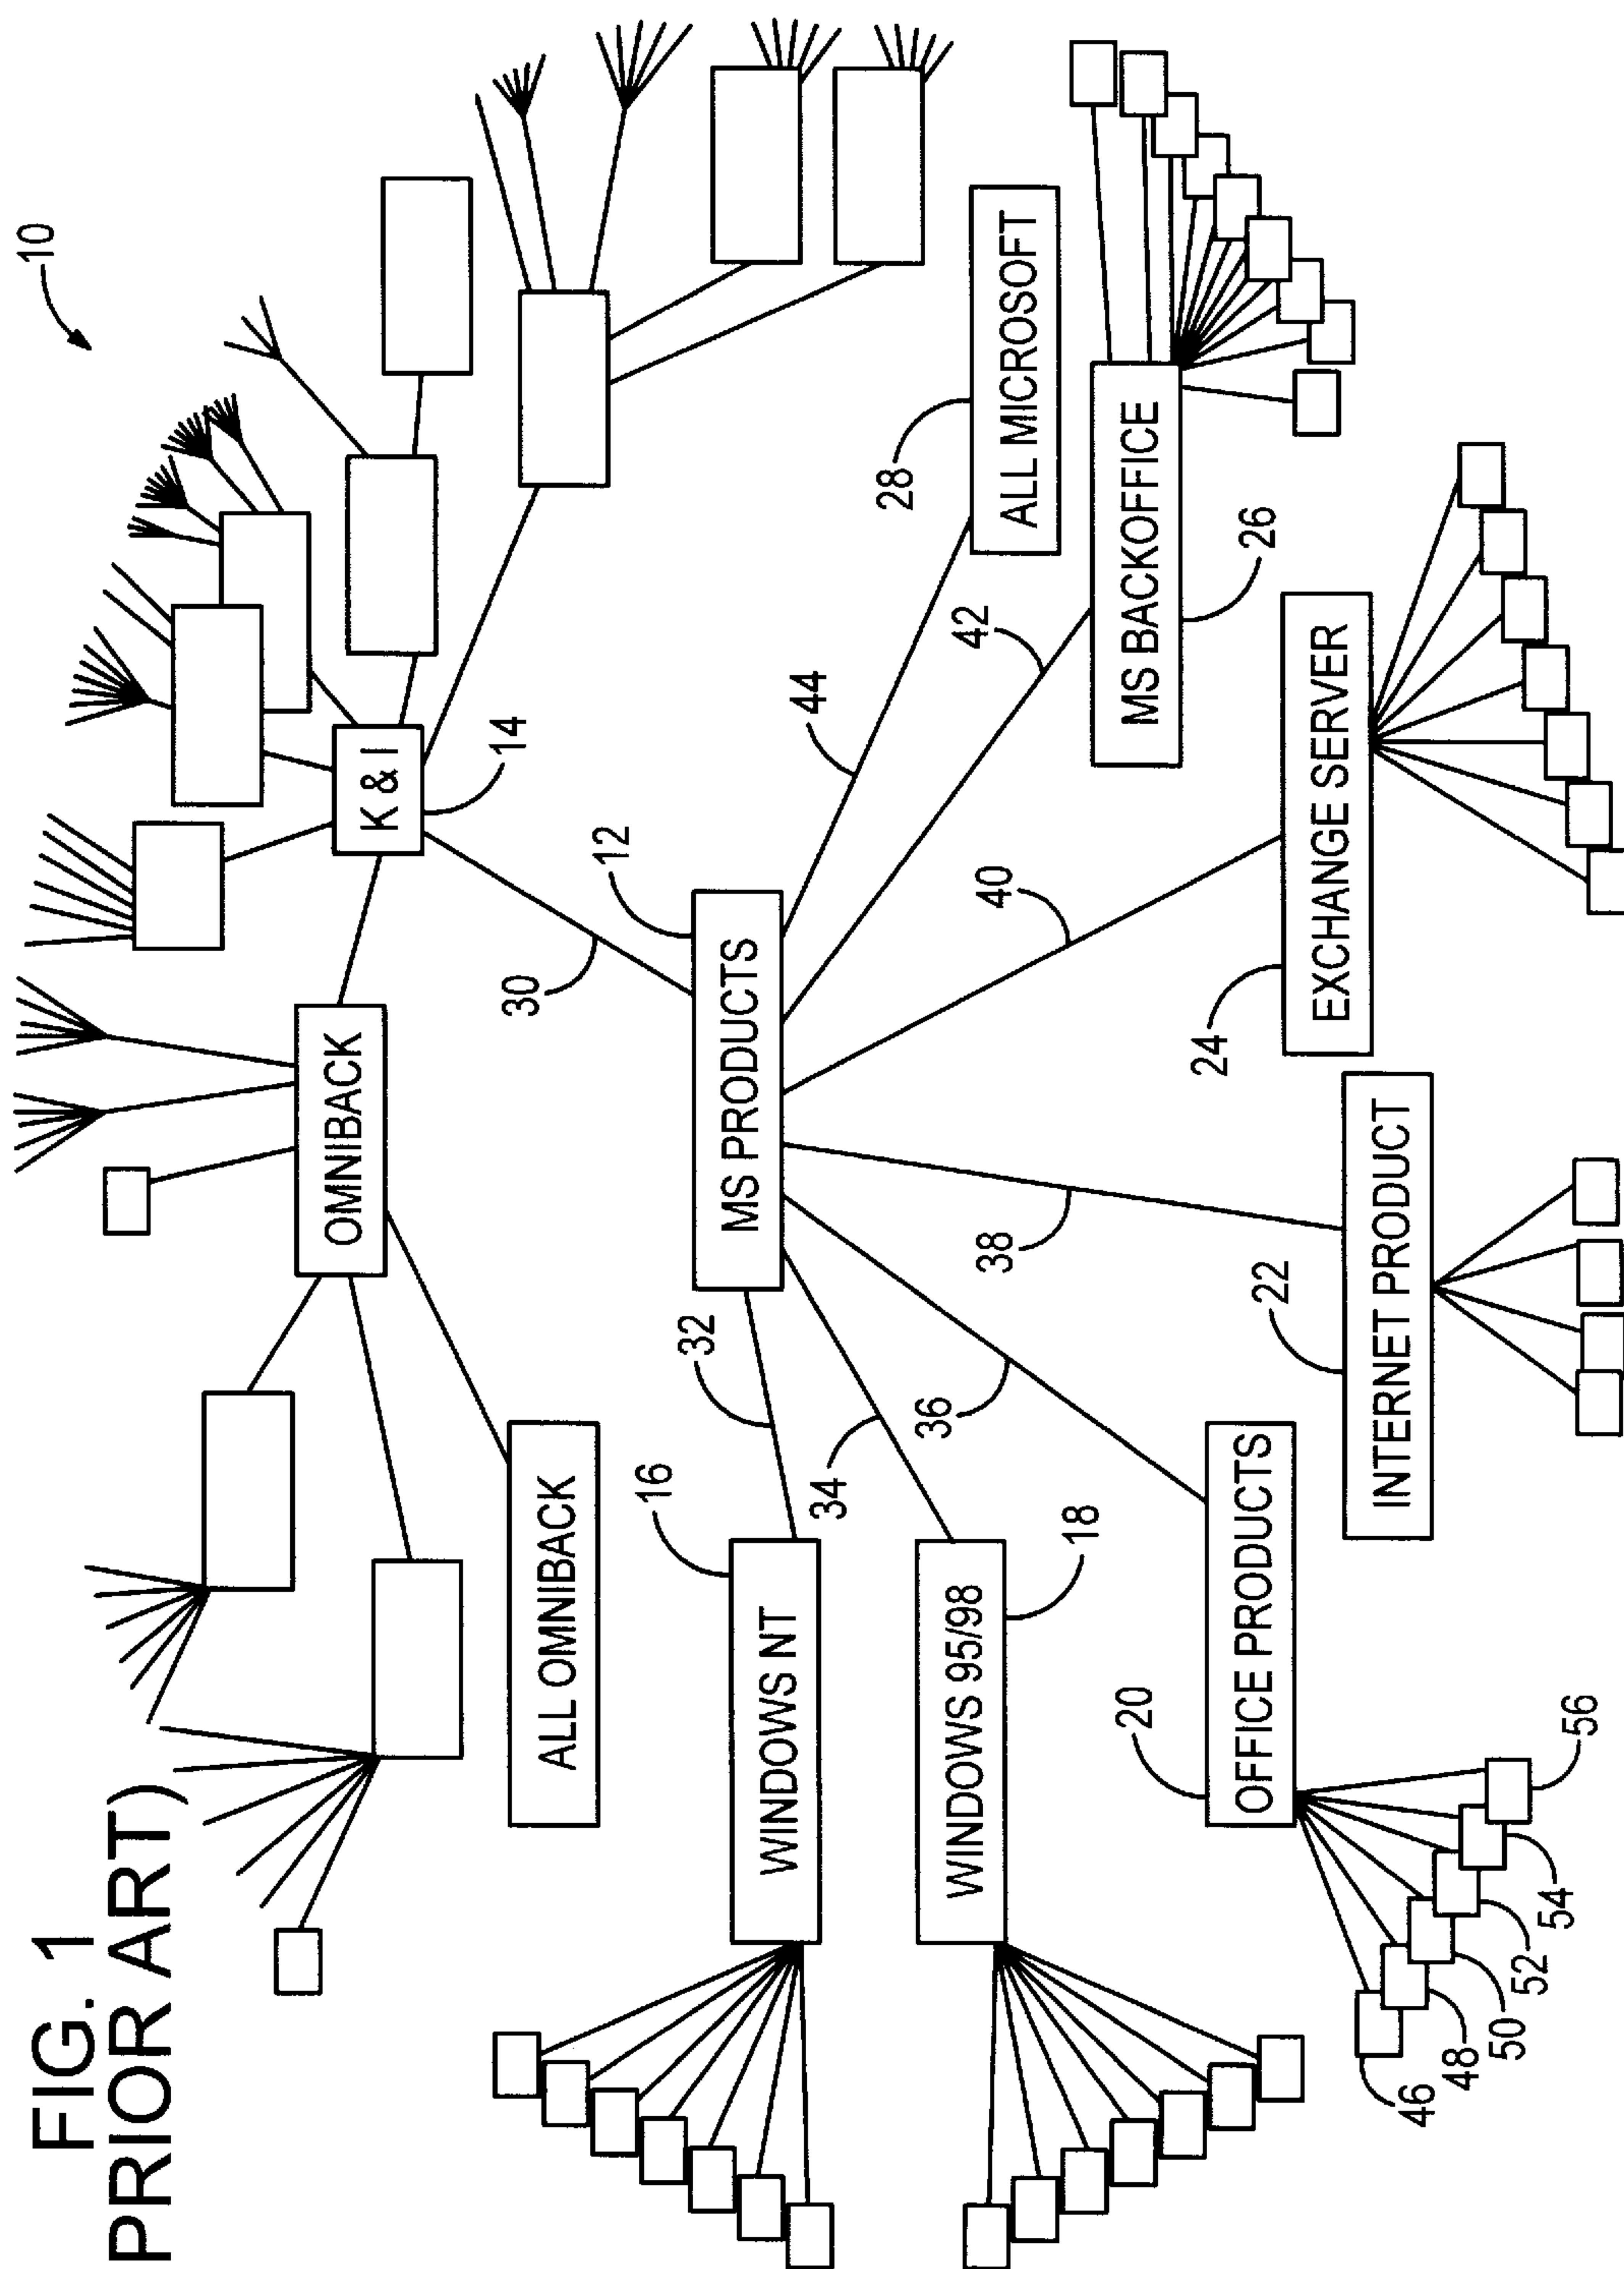 FIG. 1
PRIOR ART)
10
K & I
14
OMNIBACK
ALL OMNIBACK
30
12
MS PRODUCTS
32
34
36
38
40
42
44
16
WINDOWS NT
18
WINDOWS 95/98
20
OFFICE PRODUCTS
22
INTERNET PRODUCT
24
EXCHANGE SERVER
26
MS BACKOFFICE
28
ALL MICROSOFT
46
48
50
52
54
56